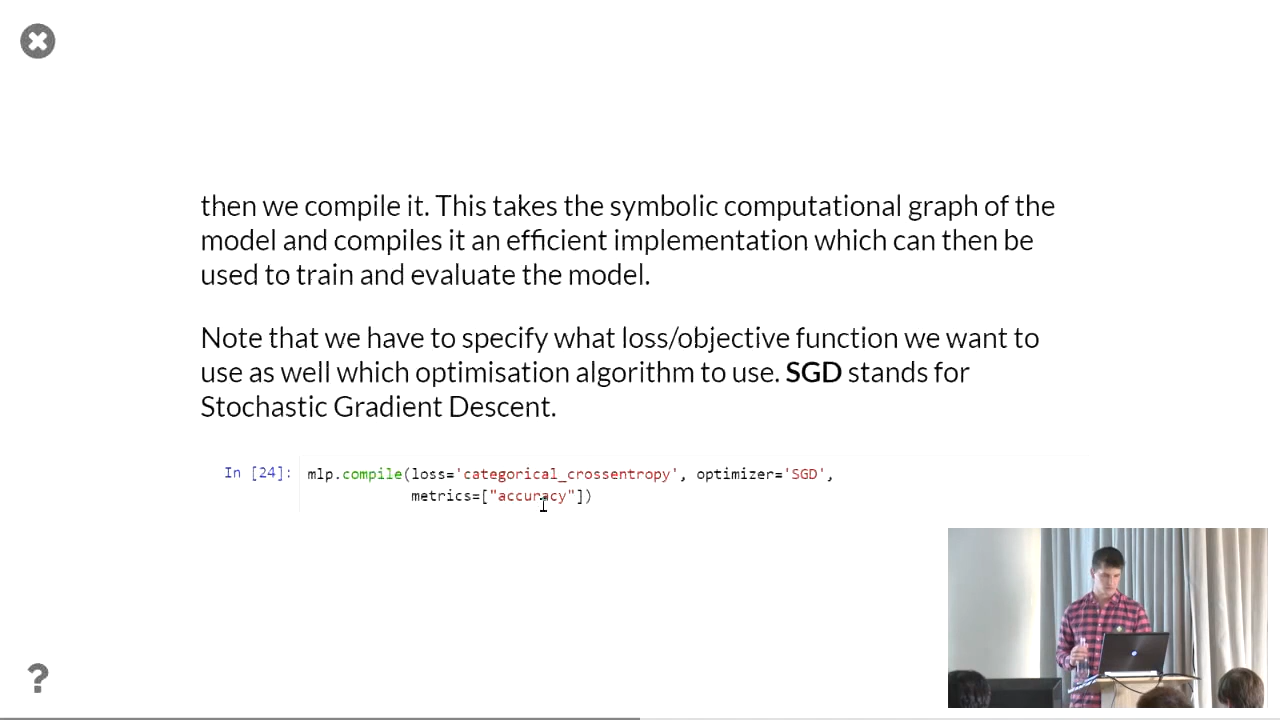 then we compile it. This takes the symbolic computational graph of the
model and compiles it an efficient implementation which can then be
used to train and evaluate the model.
Note that we have to specify what loss/objective function we want to
use as well which optimisation algorithm to use. SGD stands for
Stochastic Gradient Descent.
In [24]: mlp.compile(loss='categorical_crossentropy', optimizer='SGD',
metrics=["accuracy"])
?